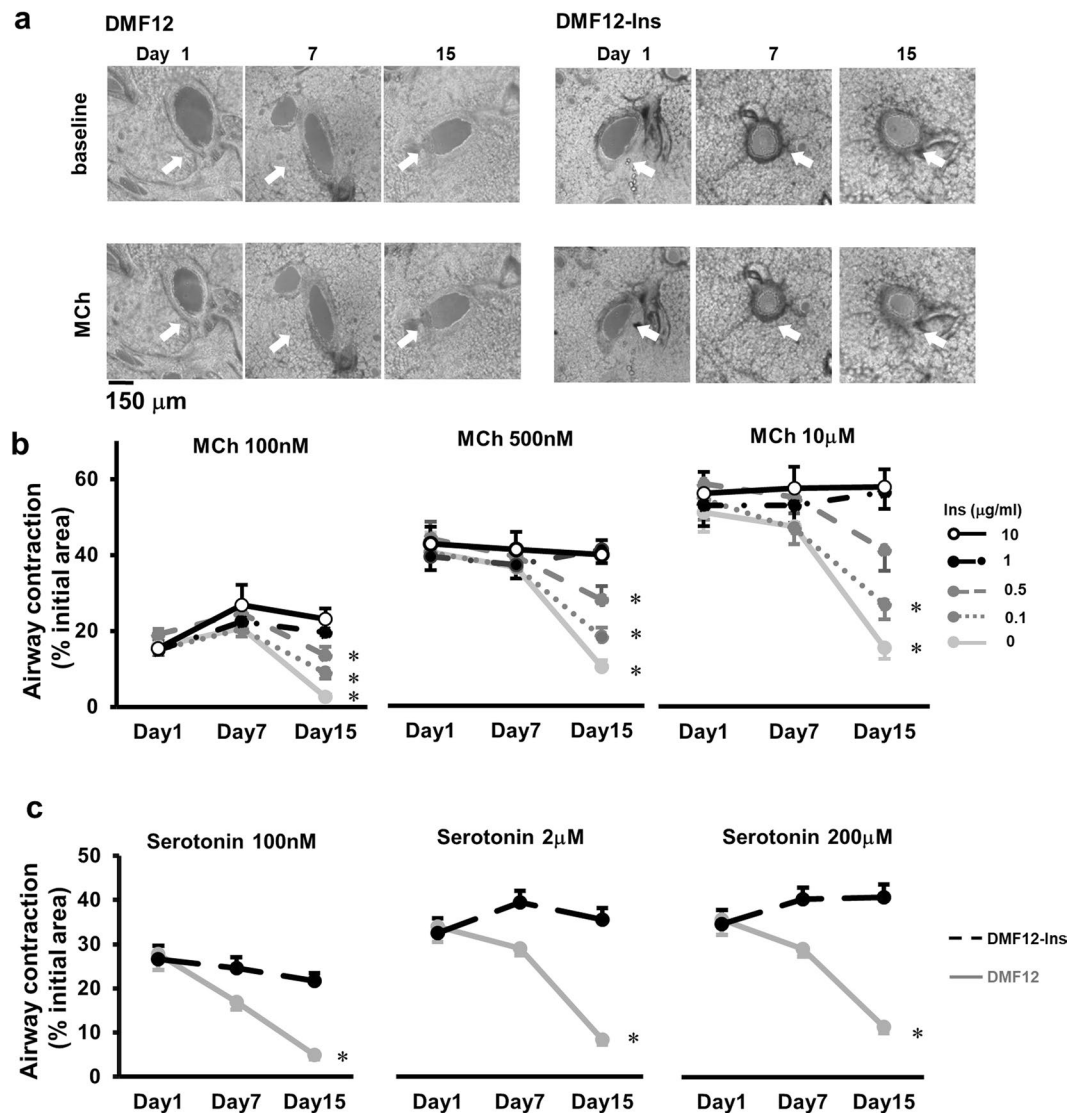 a
DMF12
DMF12-Ins
Day 1 7 15
Day 1 7 15
baseline
MCh
150 μm
b
MCh 100nM
MCh 500nM
MCh 10μM
Airway contraction
(% initial area)
60
40
20
0
Ins (μg/ml)
10
1
0.5
0.1
0
*
*
*
*
*
*
*
*
Day1 Day7 Day15
Day1 Day7 Day15
Day1 Day7 Day15
c
Serotonin 100nM
Serotonin 2μM
Serotonin 200μM
Airway contraction
(% initial area)
50
40
30
20
10
0
*
*
*
DMF12-Ins
DMF12
Day1 Day7 Day15
Day1 Day7 Day15
Day1 Day7 Day15